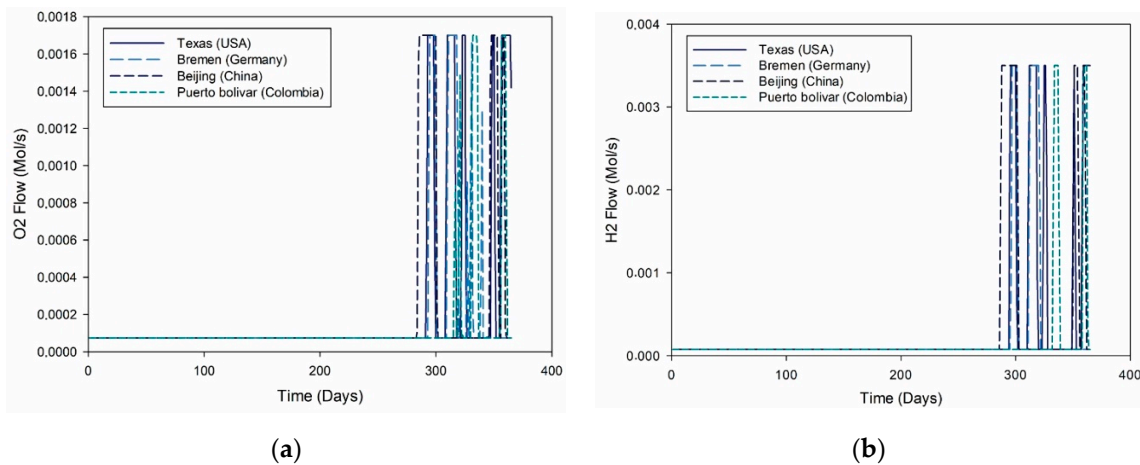 0.0018
0.0016
0.0014
0.0012
0.0010
0.0008
0.0006
0.0004
0.0002
0.0000
O2 Flow (Mol/s)
Texas (USA)
Bremen (Germany)
Beijing (China)
Puerto bolivar (Colombia)
0 100 200 300 400
Time (Days)
(a)
0.004
0.003
0.002
0.001
0.000
H2 Flow (Mol/s)
Texas (USA)
Bremen (Germany)
Beijing (China)
Puerto bolivar (Colombia)
0 100 200 300 400
Time (Days)
(b)